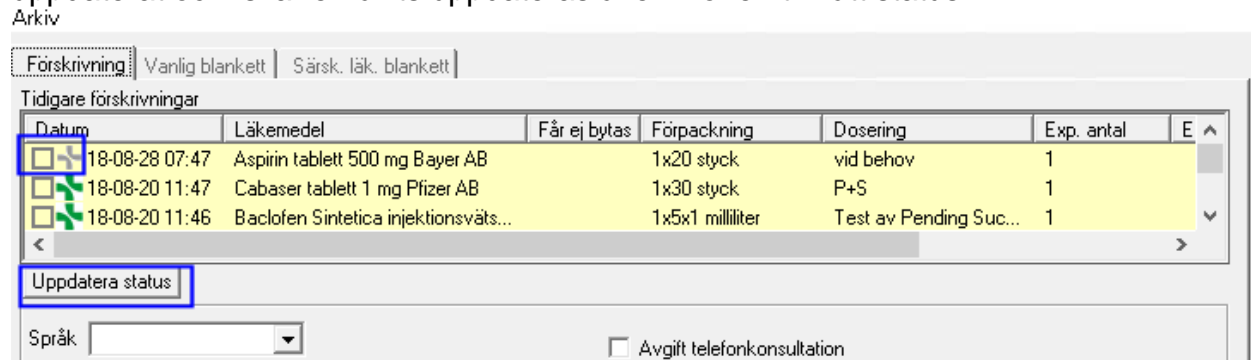 Arkiv
Förskrivning Vanlig blankett Särsk. läk. blankett
Tidigare förskrivningar
Datum Läkemedel Får ej bytas Förpackning Dosering Exp. antal E
18-08-28 07:47 Aspirin tablett 500 mg Bayer AB 1x20 styck vid behov 1
18-08-20 11:47 Cabaser tablett 1 mg Pfizer AB 1x30 styck P+S 1
18-08-20 11:46 Baclofen Sintetica injektionsväts... 1x5x1 milliliter Test av Pending Suc... 1
Uppdatera status
Språk
Avgift telefonkonsultation